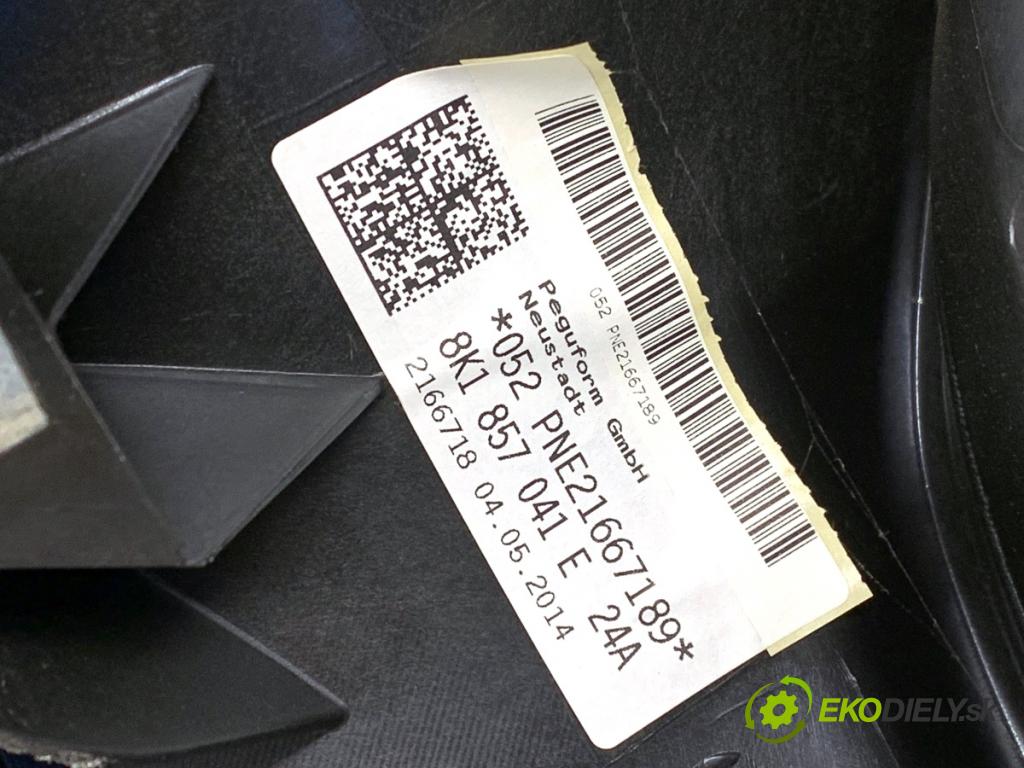 052 PNE21667189
Peguform GmbH
Neustadt
*052 PNE21667189*
8K1 857 041 E 24A
2166718 04.05.2014
EKODIELY.sk